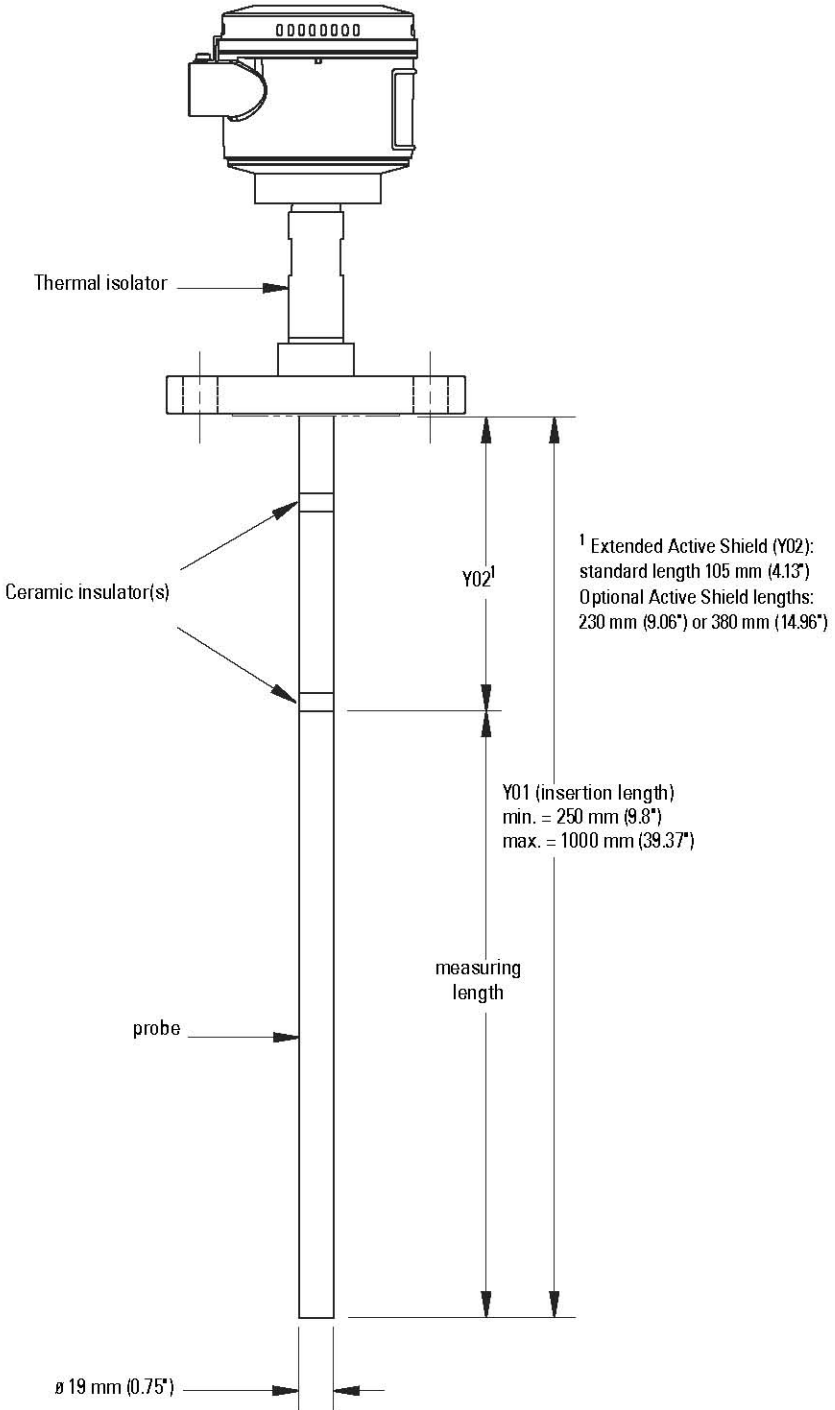 Thermal isolator
Ceramic insulator(s)
Y02¹
¹ Extended Active Shield (Y02):
standard length 105 mm (4.13")
Optional Active Shield lengths:
230 mm (9.06") or 380 mm (14.96")
Y01 (insertion length)
min. = 250 mm (9.8")
max. = 1000 mm (39.37")
measuring
length
probe
ø 19 mm (0.75")